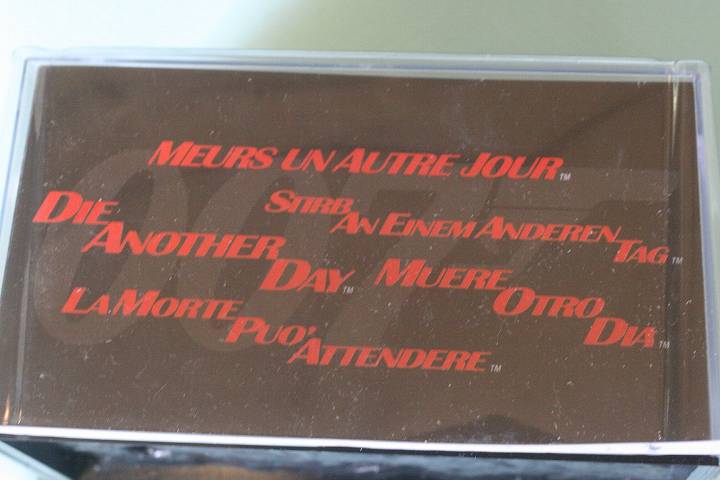 MEURS UN AUTRE JOUR™
STIRB
AN EINEM ANDEREN
TAG™
DIE
ANOTHER
DAY™
MUERE
OTRO
DIA™
LA MORTE
PUO'
ATTENDERE™
007